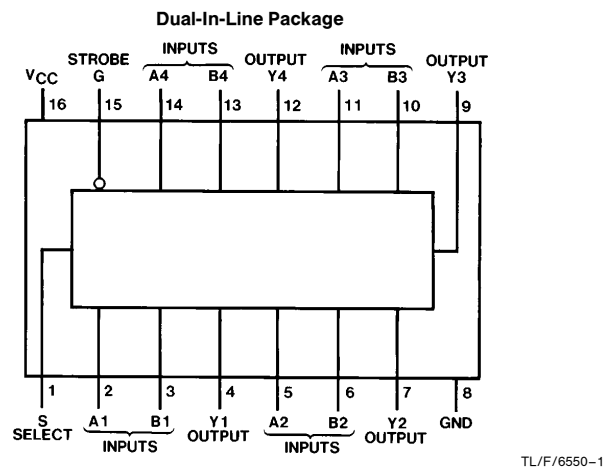 Dual-In-Line Package
INPUTS INPUTS
STROBE OUTPUT OUTPUT
VCC G A4 B4 Y4 A3 B3 Y3
16 15 14 13 12 11 10 9
1 2 3 4 5 6 7 8
S A1 B1 Y1 A2 B2 Y2 GND
SELECT INPUTS OUTPUT INPUTS OUTPUT
TL/F/6550–1